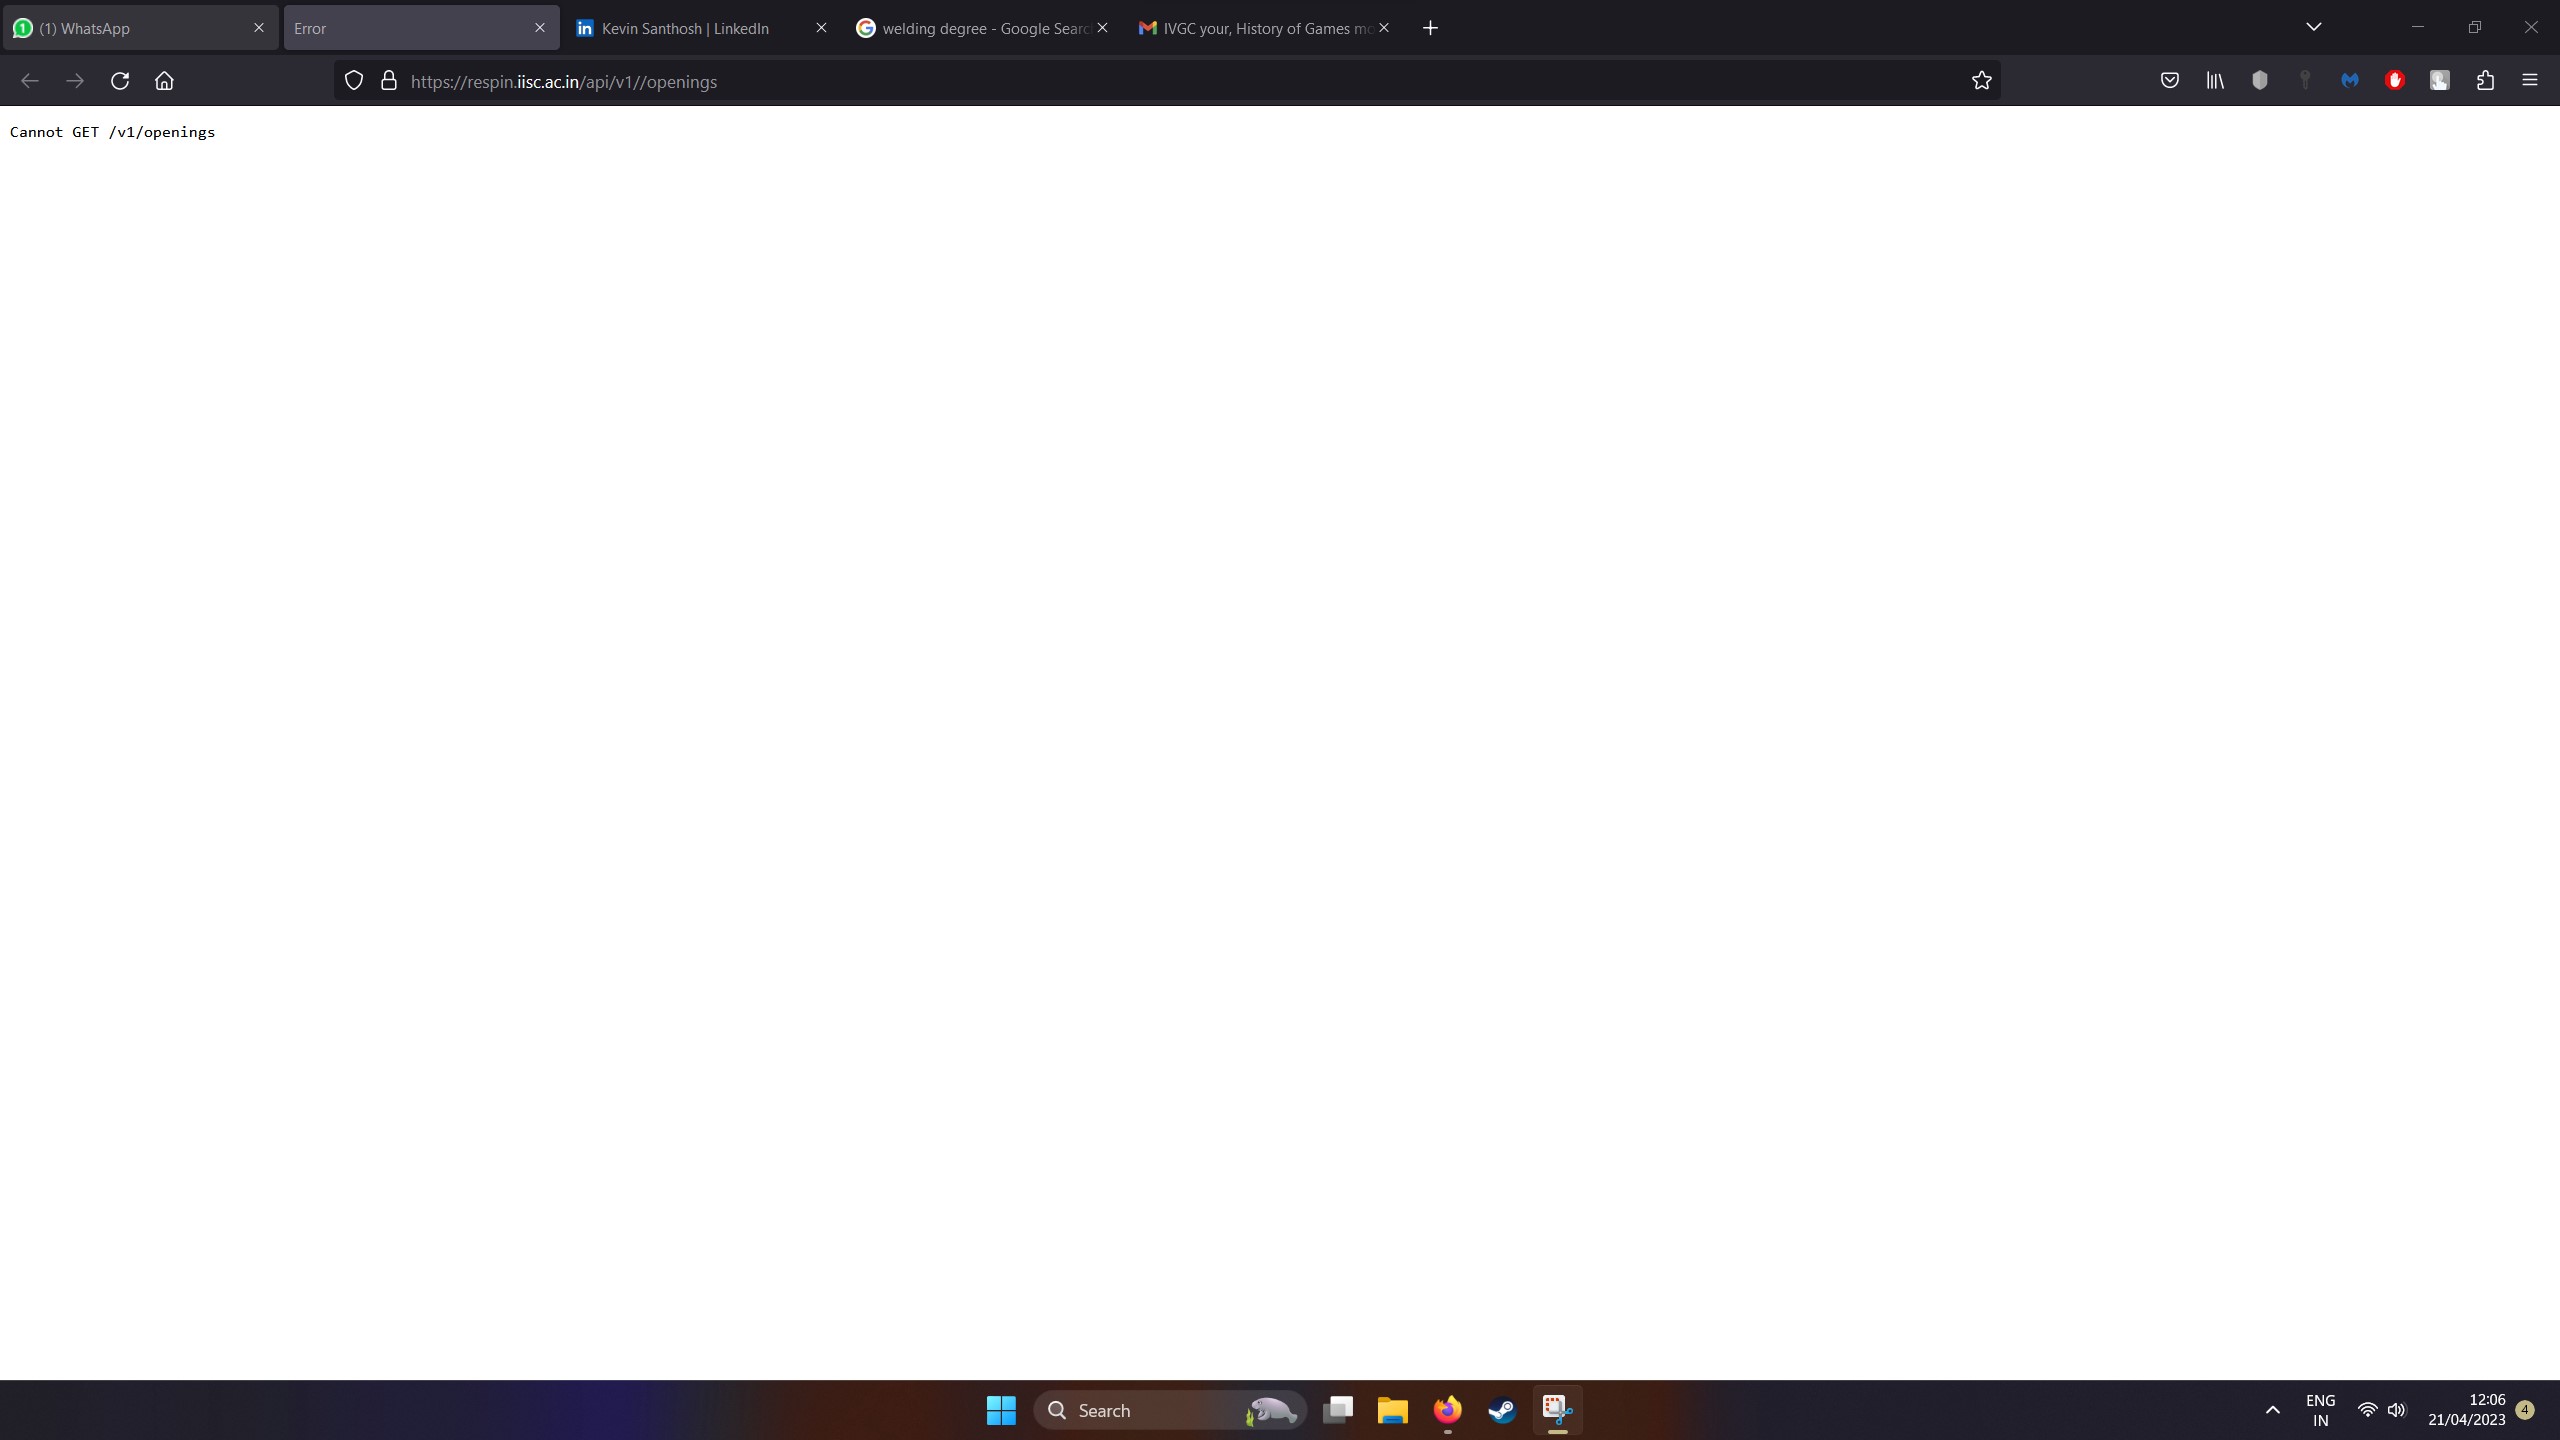 (1) WhatsApp
Error
Kevin Santhosh | LinkedIn
welding degree - Google Searc
IVGC your, History of Games mo
https://respin.iisc.ac.in/api/v1//openings
Cannot GET /v1/openings
Search
ENG
IN
12:06
21/04/2023
4